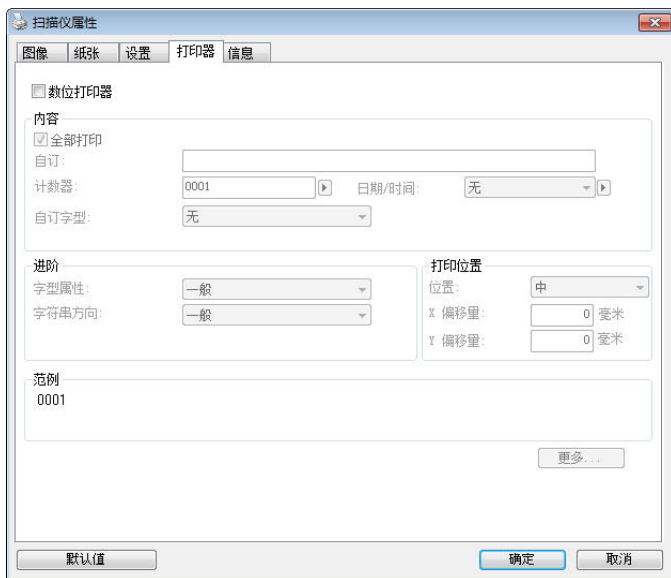 扫描仪属性
图像 纸张 设置 打印器 信息
数位打印器
内容
全部打印
自订:
计数器: 0001 日期/时间: 无
自订字型: 无
进阶
字型属性: 一般
字符串方向: 一般
打印位置
位置: 中
X 偏移量: 0 毫米
Y 偏移量: 0 毫米
范例
0001
更多...
默认值 确定 取消